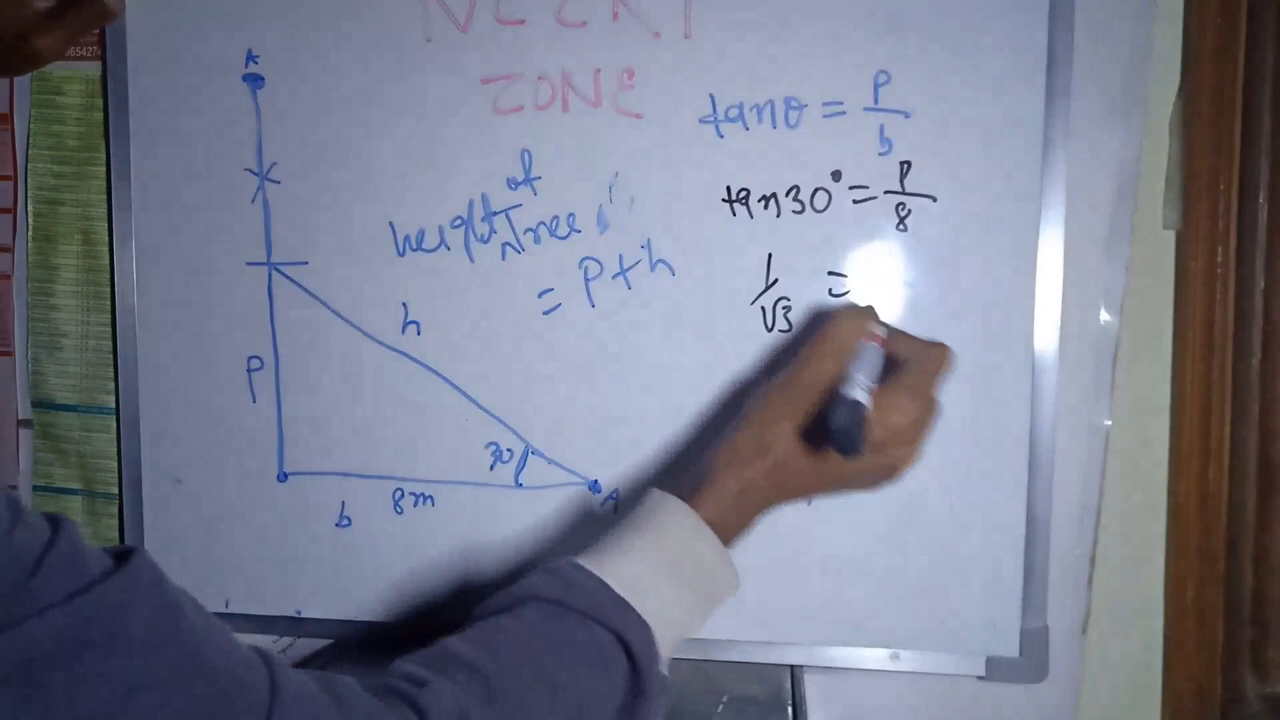 ZONE
A
tanθ = P/b
tan30° = P/8
height of Tree
= P + h
1/√3 =
h
P
30
A
b 8m